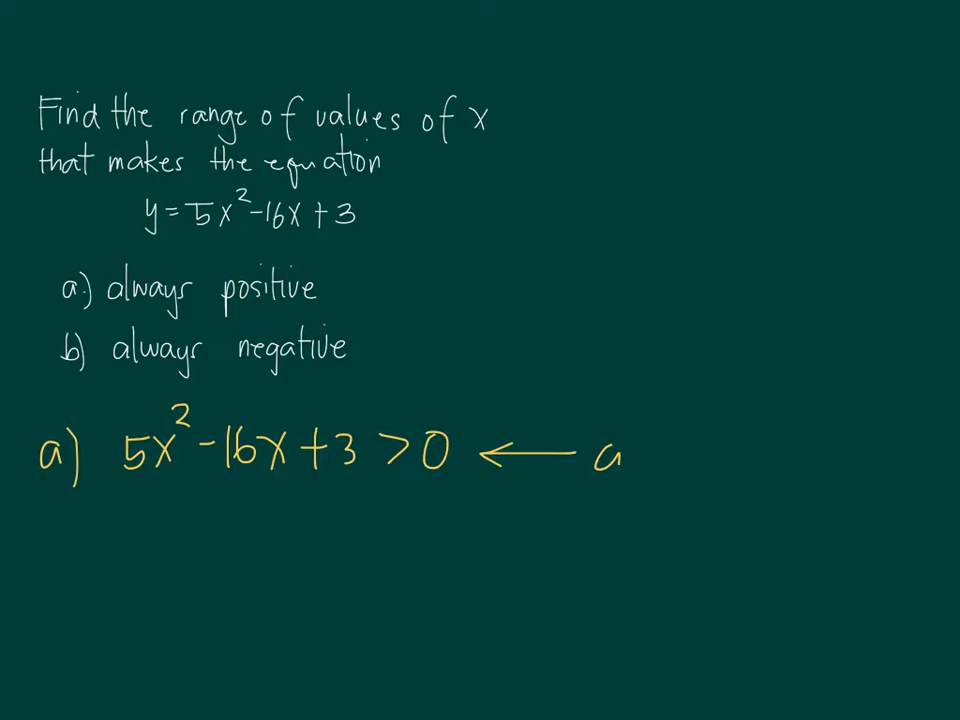 Find the range of values of x
that makes the equation
y = 5x² - 16x + 3
a.) always positive
b) always negative
a) 5x² - 16x + 3 > 0 ← a